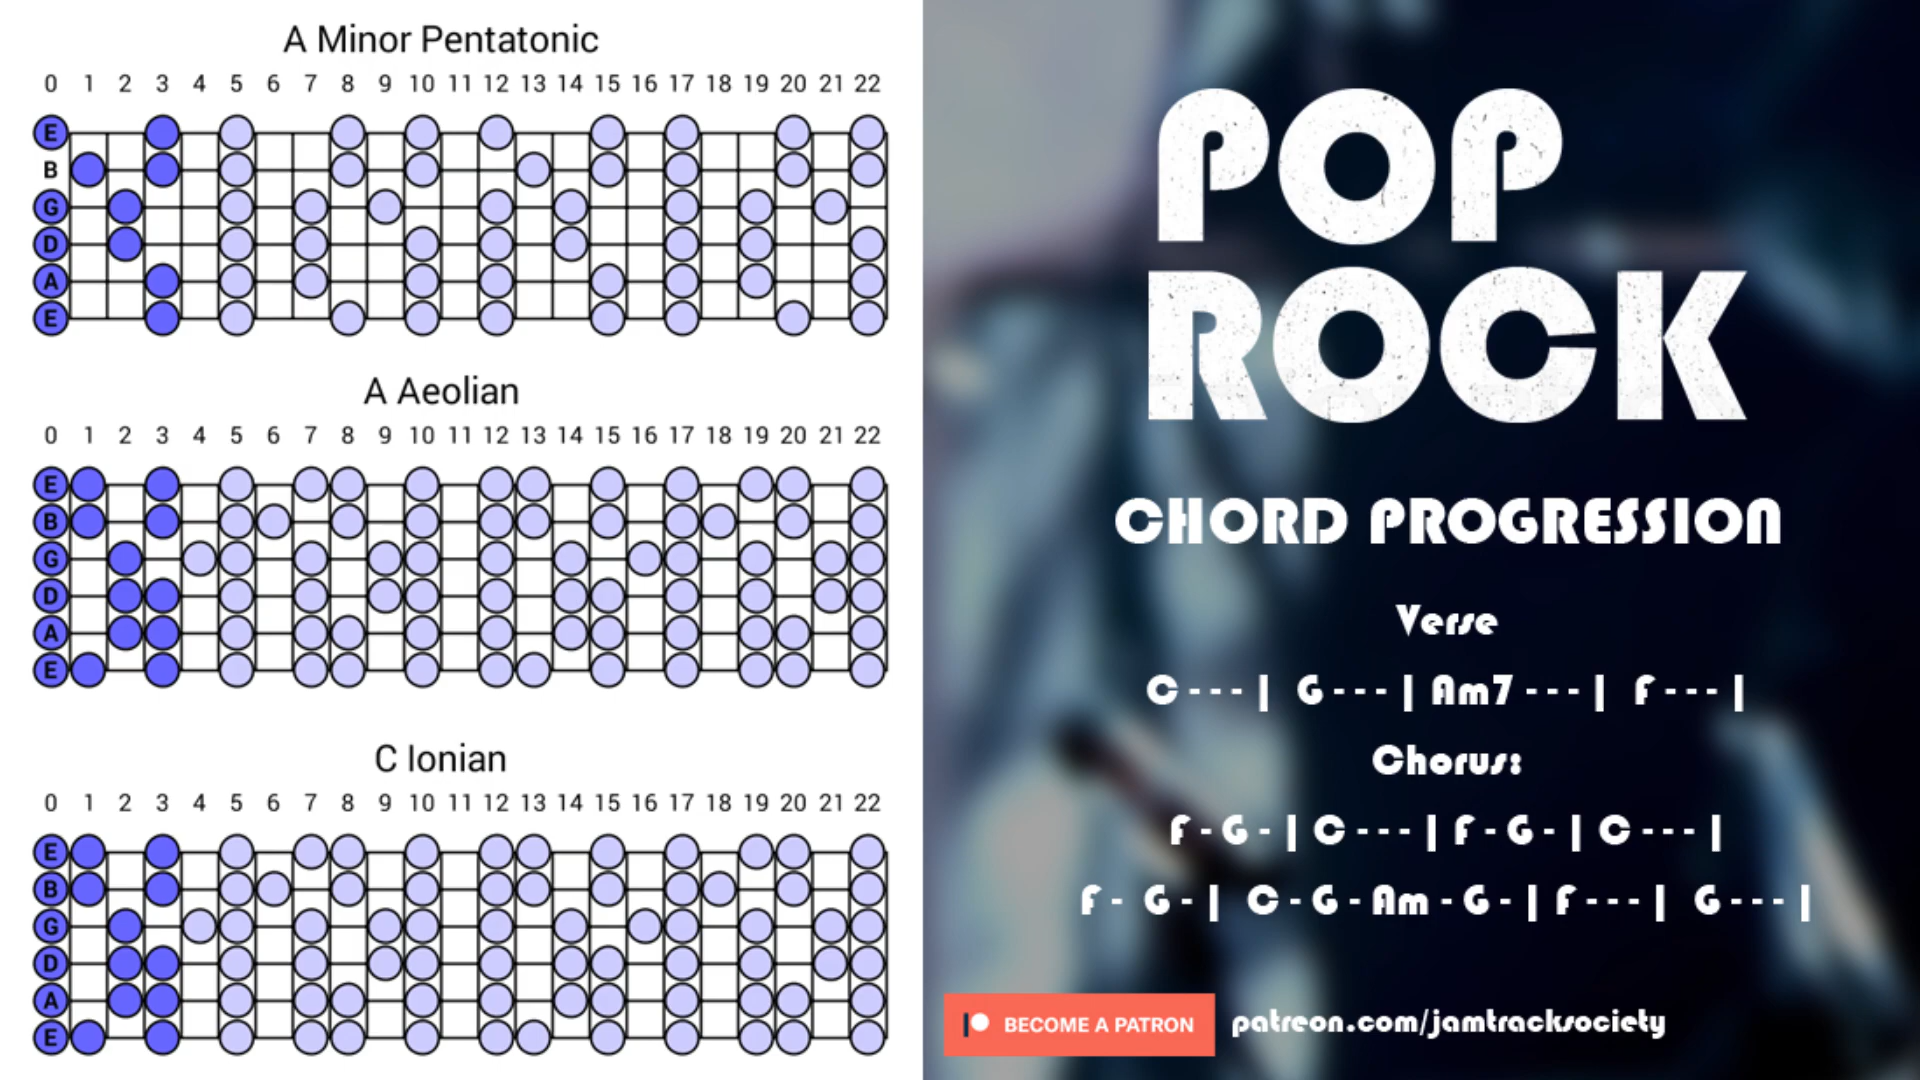 A Minor Pentatonic
0 1 2 3 4 5 6 7 8 9 10 11 12 13 14 15 16 17 18 19 20 21 22
E
B
G
D
A
E
A Aeolian
0 1 2 3 4 5 6 7 8 9 10 11 12 13 14 15 16 17 18 19 20 21 22
E
B
G
D
A
E
C Ionian
0 1 2 3 4 5 6 7 8 9 10 11 12 13 14 15 16 17 18 19 20 21 22
E
B
G
D
A
E
POP
ROCK
CHORD PROGRESSION
Verse
C - - - | G - - - | Am7 - - - | F - - - |
Chorus:
F - G - | C - - - | F - G - | C - - - |
F - G - | C - G - Am - G - | F - - - | G - - - |
BECOME A PATRON
patreon.com/jamtracksociety